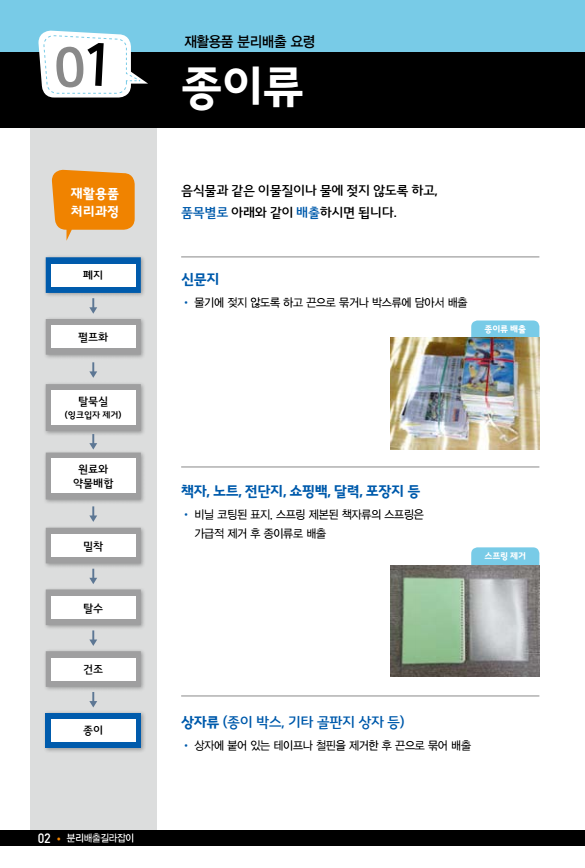 재활용품 분리배출 요령
01
종이류
재활용품
처리과정
폐지
펄프화
탈묵실
(잉크입자 제거)
원료와
약물배합
밀착
탈수
건조
종이
음식물과 같은 이물질이나 물에 젖지 않도록 하고,
품목별로 아래와 같이 배출하시면 됩니다.
신문지
• 물기에 젖지 않도록 하고 끈으로 묶거나 박스류에 담아서 배출
종이류 배출
책자, 노트, 전단지, 쇼핑백, 달력, 포장지 등
• 비닐 코팅된 표지, 스프링 제본된 책자류의 스프링은
가급적 제거 후 종이류로 배출
스프링 제거
상자류 (종이 박스, 기타 골판지 상자 등)
• 상자에 붙어 있는 테이프나 철핀을 제거한 후 끈으로 묶어 배출
02 • 분리배출길라잡이